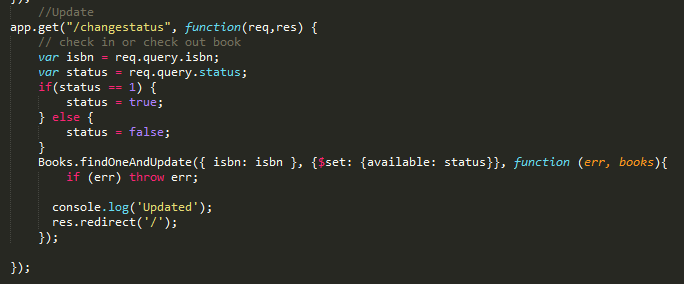 });
//Update
app.get("/changestatus", function(req,res) {
// check in or check out book
var isbn = req.query.isbn;
var status = req.query.status;
if(status == 1) {
status = true;
} else {
status = false;
}
Books.findOneAndUpdate({ isbn: isbn }, {$set: {available: status}}, function (err, books){
if (err) throw err;
console.log('Updated');
res.redirect('/');
});
});